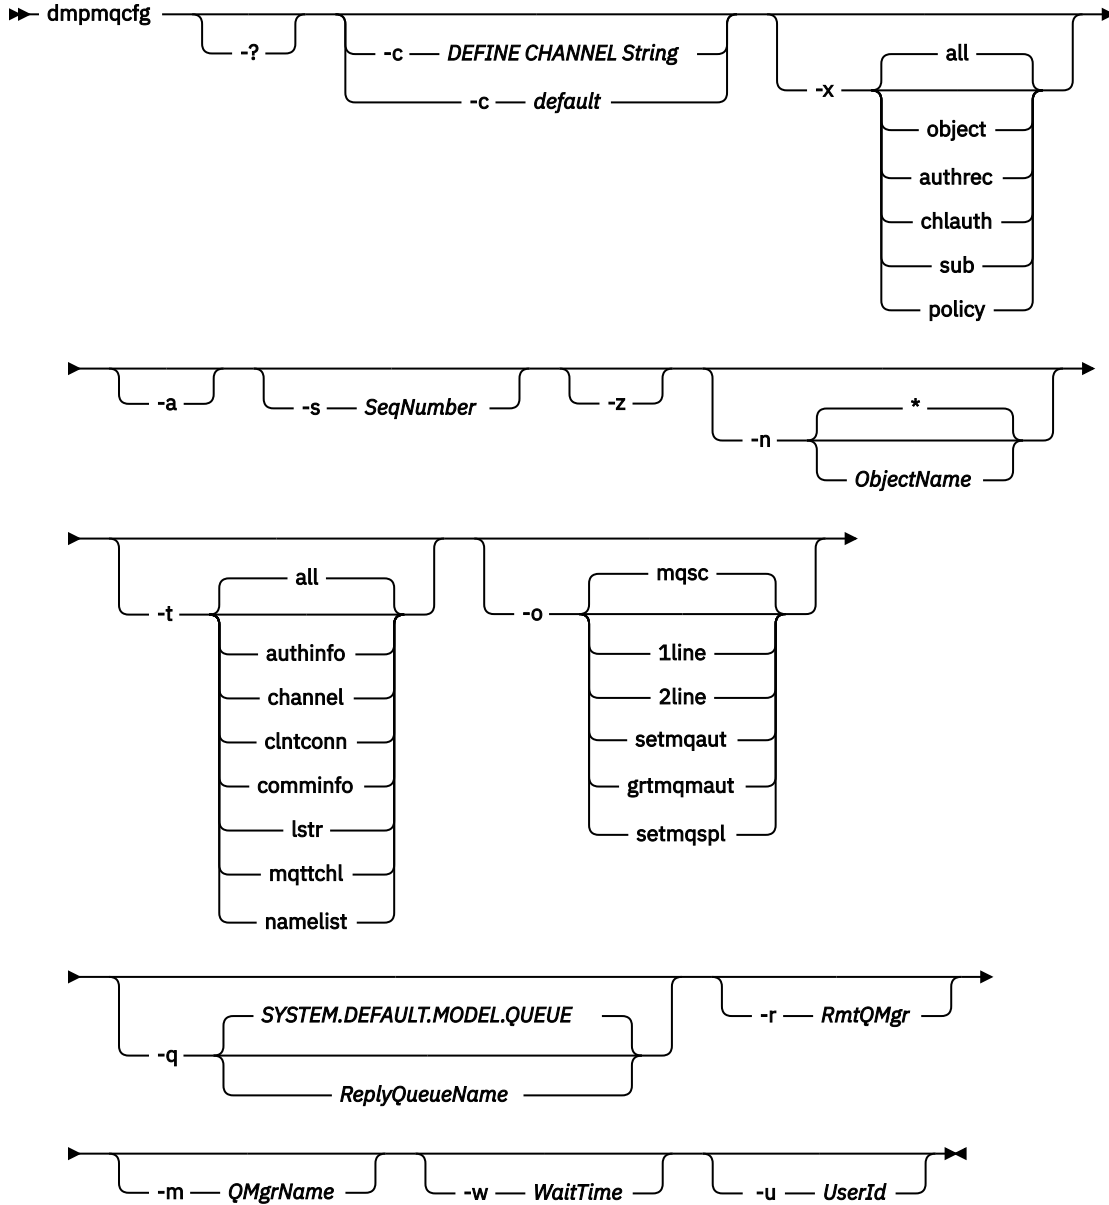 dmpmqcfg
-?
-c DEFINE CHANNEL String
-c default
-x
all
object
authrec
chlauth
sub
policy
-a
-s SeqNumber
-z
-n
*
ObjectName
-t
all
authinfo
channel
clntconn
comminfo
lstr
mqttchl
namelist
-o
mqsc
1line
2line
setmqaut
grtmqmaut
setmqspl
-q
SYSTEM.DEFAULT.MODEL.QUEUE
ReplyQueueName
-r RmtQMgr
-m QMgrName
-w WaitTime
-u UserId